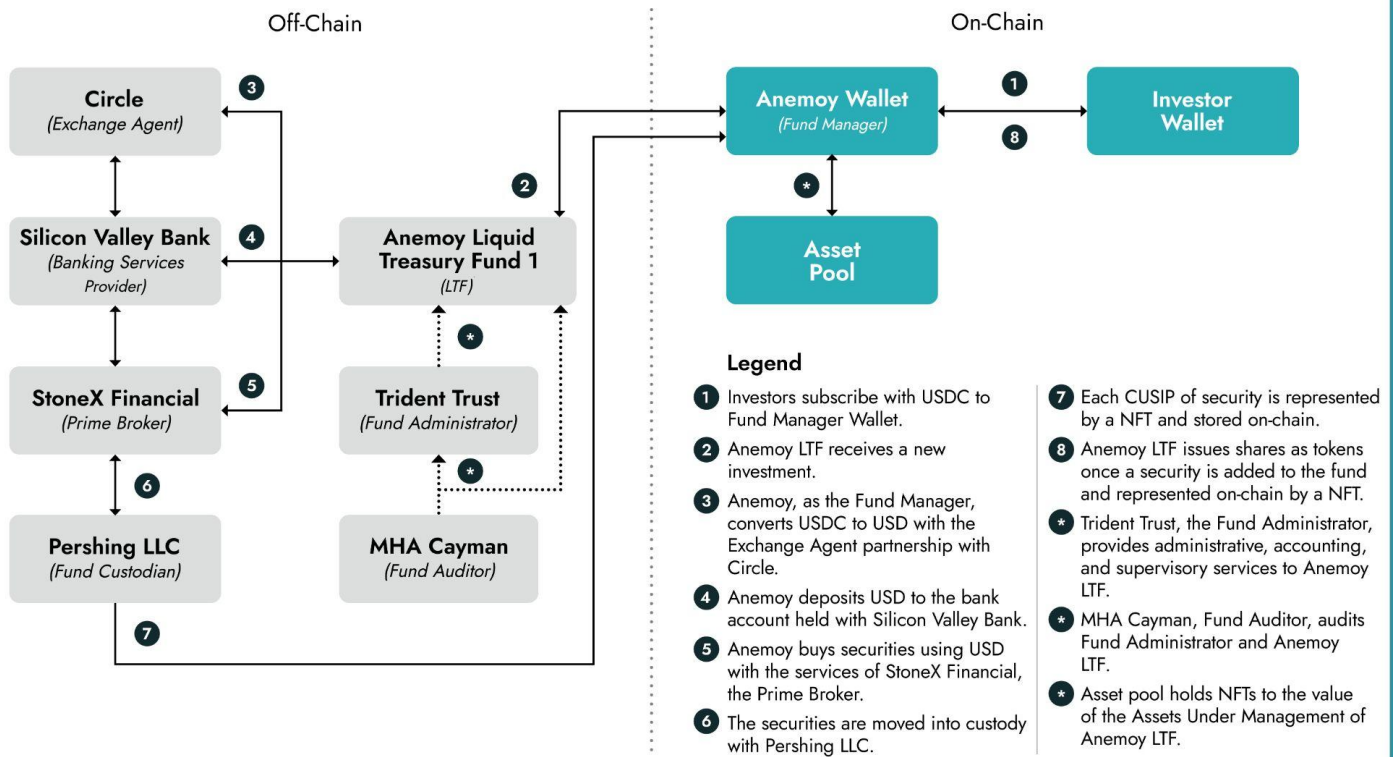 Off-Chain
On-Chain
Circle
(Exchange Agent)
3
Anemoy Wallet
(Fund Manager)
1
8
Investor
Wallet
2
*
Silicon Valley Bank
(Banking Services
Provider)
4
Anemoy Liquid
Treasury Fund 1
(LTF)
Asset
Pool
*
StoneX Financial
(Prime Broker)
5
Trident Trust
(Fund Administrator)
6
*
Pershing LLC
(Fund Custodian)
MHA Cayman
(Fund Auditor)
7
Legend
1 Investors subscribe with USDC to
Fund Manager Wallet.
2 Anemoy LTF receives a new
investment.
3 Anemoy, as the Fund Manager,
converts USDC to USD with the
Exchange Agent partnership with
Circle.
4 Anemoy deposits USD to the bank
account held with Silicon Valley Bank.
5 Anemoy buys securities using USD
with the services of StoneX Financial,
the Prime Broker.
6 The securities are moved into custody
with Pershing LLC.
7 Each CUSIP of security is represented
by a NFT and stored on-chain.
8 Anemoy LTF issues shares as tokens
once a security is added to the fund
and represented on-chain by a NFT.
* Trident Trust, the Fund Administrator,
provides administrative, accounting,
and supervisory services to Anemoy
LTF.
* MHA Cayman, Fund Auditor, audits
Fund Administrator and Anemoy
LTF.
* Asset pool holds NFTs to the value
of the Assets Under Management of
Anemoy LTF.